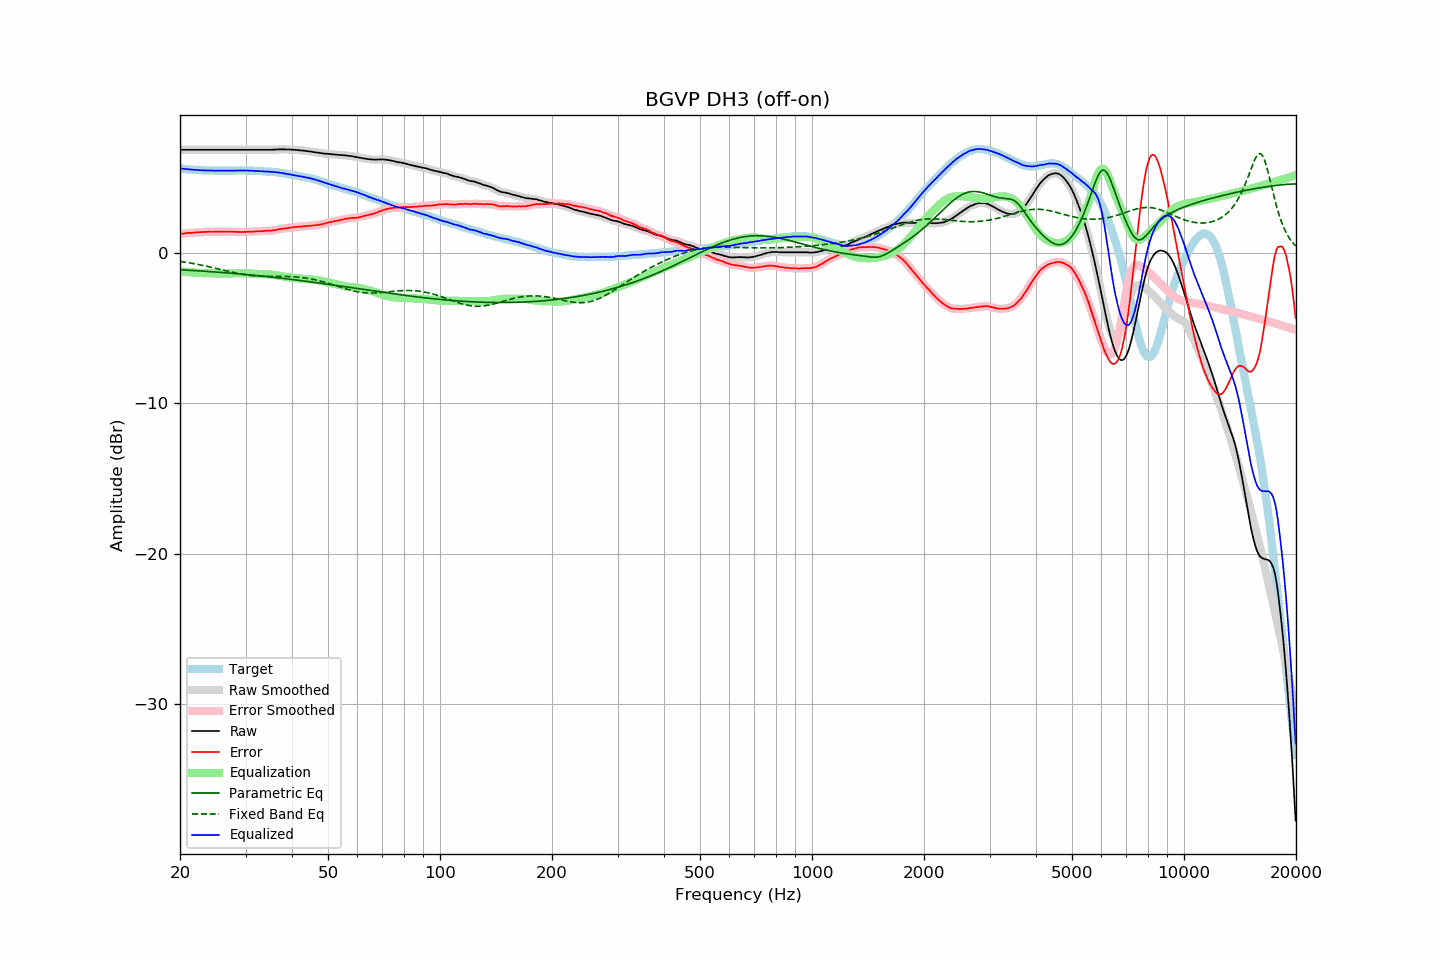 BGVP DH3 (off-on)
Amplitude (dBr)
0
−10
−20
−30
Target
Raw Smoothed
Error Smoothed
Raw
Error
Equalization
Parametric Eq
Fixed Band Eq
Equalized
20 50 100 200 500 1000 2000 5000 10000 20000
Frequency (Hz)